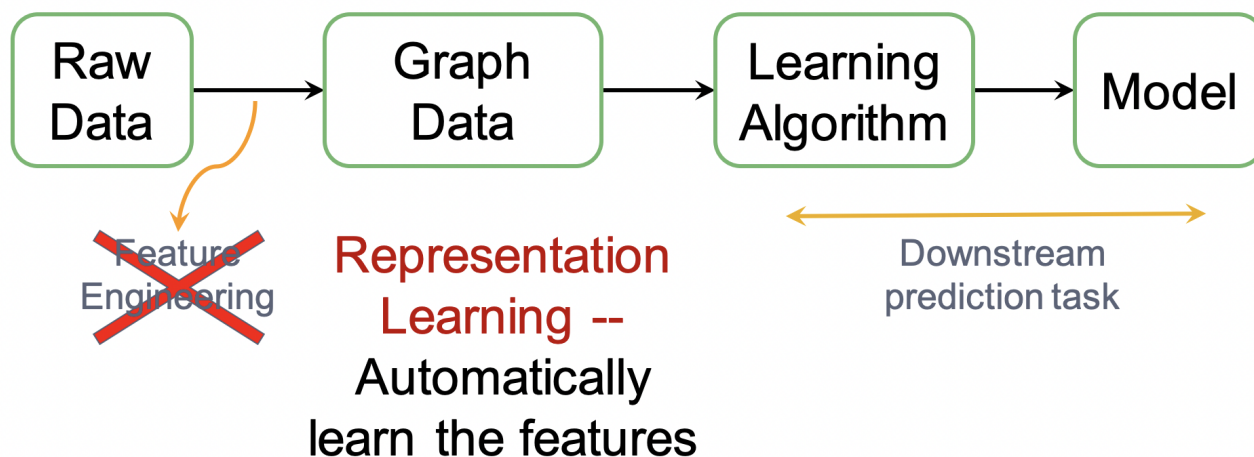 Raw
Data
Graph
Data
Learning
Algorithm
Model
Feature
Engineering
Representation
Learning --
Automatically
learn the features
Downstream
prediction task